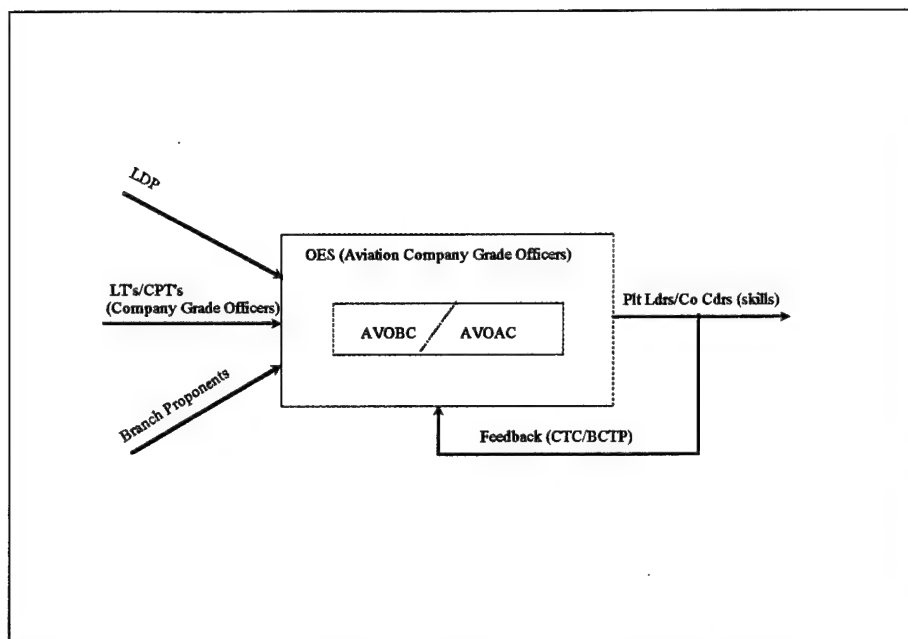 LDP
OES (Aviation Company Grade Officers)
LT's/CPT's
(Company Grade Officers)
Plt Ldrs/Co Cdrs (skills)
AVOBC / AVOAC
Branch Proponents
Feedback (CTC/BCTP)